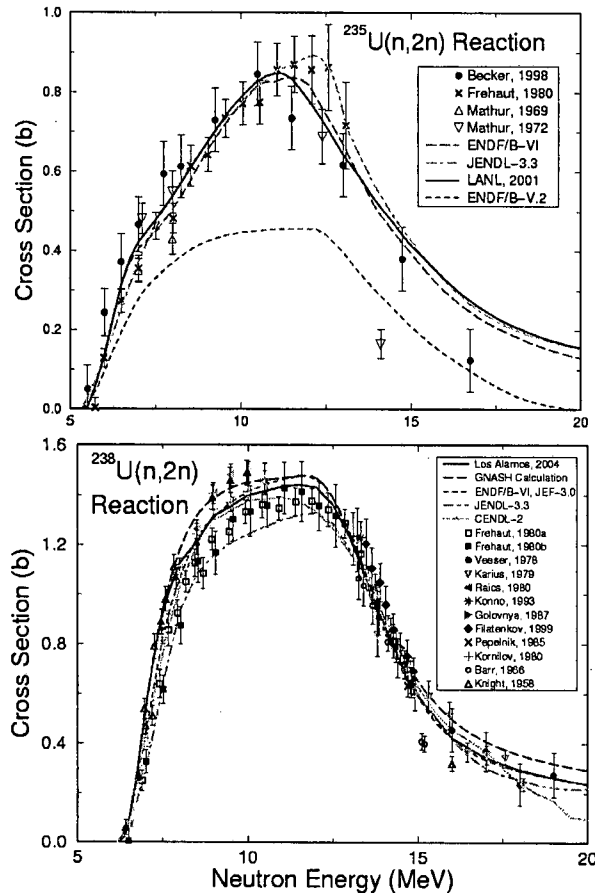 ²³⁵U(n,2n) Reaction
Becker, 1998
Frehaut, 1980
Mathur, 1969
Mathur, 1972
ENDF/B-VI
JENDL-3.3
LANL, 2001
ENDF/B-V.2
Cross Section (b)
1.0
0.8
0.6
0.4
0.2
0.0
5
10
15
20
²³⁸U(n,2n)
Reaction
Los Alamos, 2004
GNASH Calculation
ENDF/B-VI, JEF-3.0
JENDL-3.3
CENDL-2
Frehaut, 1980a
Frehaut, 1980b
Veeser, 1978
Karius, 1979
Raics, 1980
Konno, 1993
Golovnya, 1987
Filatenkov, 1999
Pepelnik, 1985
Kornilov, 1980
Barr, 1966
Knight, 1958
Cross Section (b)
1.6
1.2
0.8
0.4
0.0
5
10
15
20
Neutron Energy (MeV)